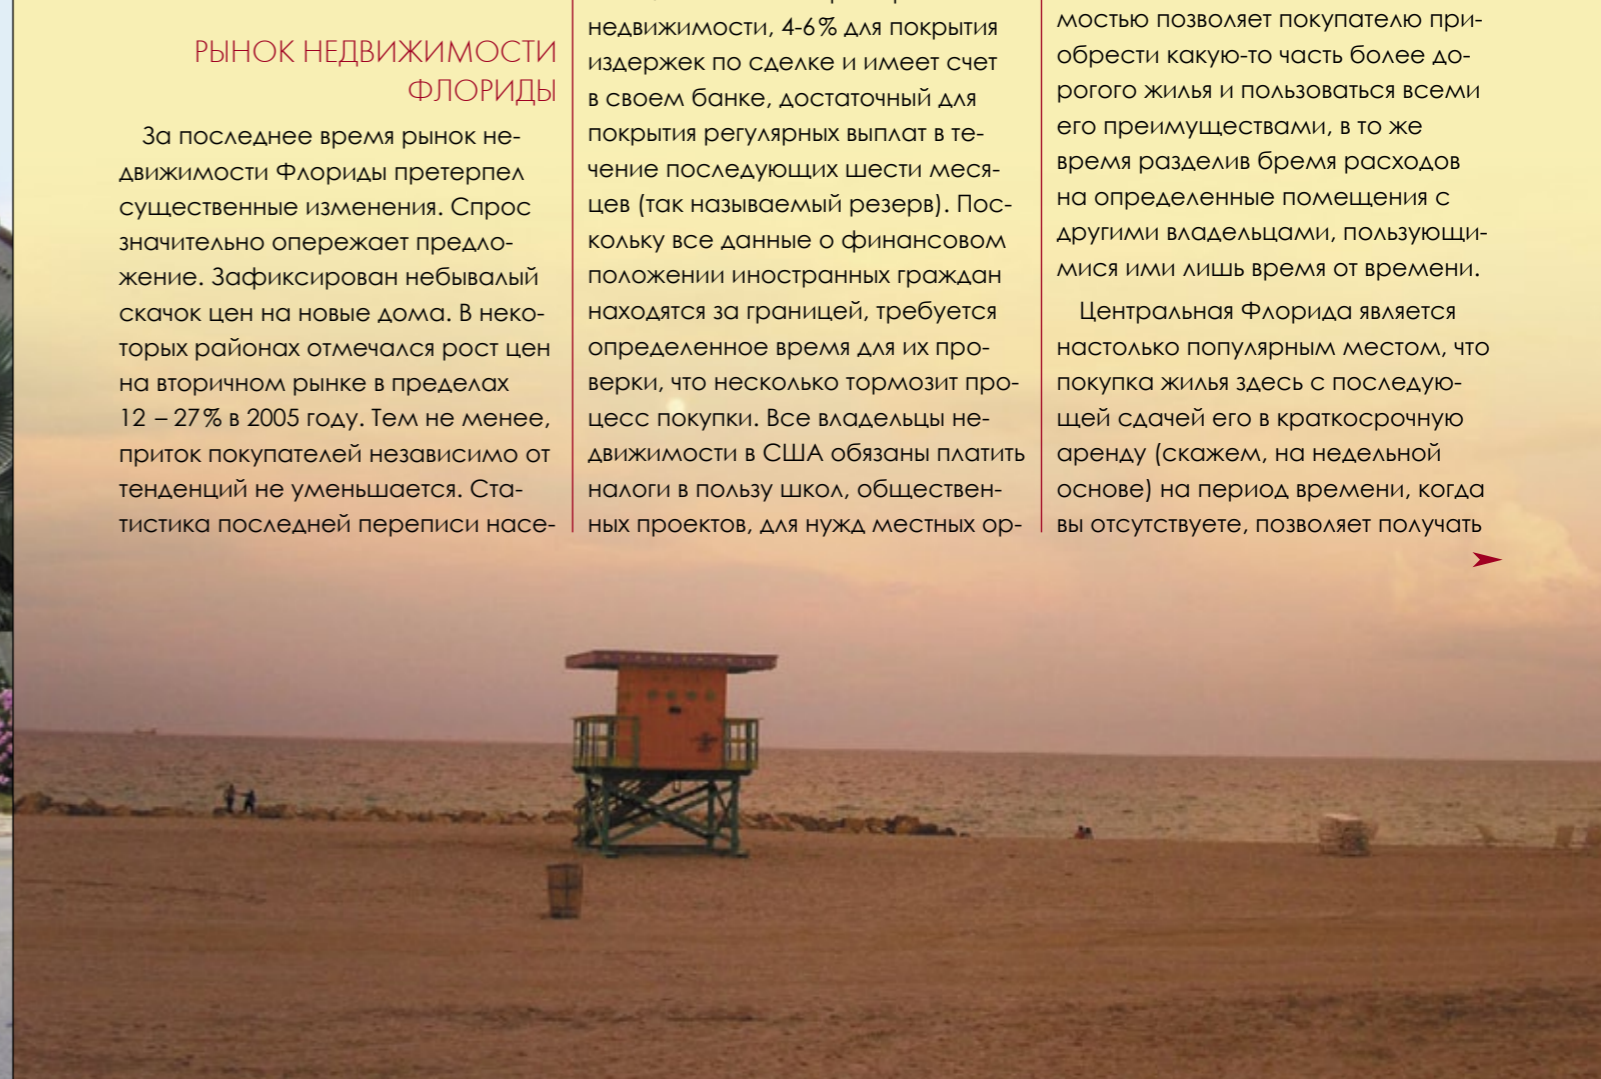 РЫНОК НЕДВИЖИМОСТИ
ФЛОРИДЫ
За последнее время рынок не-
движимости Флориды претерпел
существенные изменения. Спрос
значительно опережает предло-
жение. Зафиксирован небывалый
скачок цен на новые дома. В неко-
торых районах отмечался рост цен
на вторичном рынке в пределах
12 – 27% в 2005 году. Тем не менее,
приток покупателей независимо от
тенденций не уменьшается. Ста-
тистика последней переписи насе-
недвижимости, 4-6% для покрытия
издержек по сделке и имеет счет
в своем банке, достаточный для
покрытия регулярных выплат в те-
чение последующих шести меся-
цев (так называемый резерв). Пос-
кольку все данные о финансовом
положении иностранных граждан
находятся за границей, требуется
определенное время для их про-
верки, что несколько тормозит про-
цесс покупки. Все владельцы не-
движимости в США обязаны платить
налоги в пользу школ, обществен-
ных проектов, для нужд местных ор-
мостью позволяет покупателю при-
обрести какую-то часть более до-
рогого жилья и пользоваться всеми
его преимуществами, в то же
время разделив бремя расходов
на определенные помещения с
другими владельцами, пользующи-
мися ими лишь время от времени.
Центральная Флорида является
настолько популярным местом, что
покупка жилья здесь с последую-
щей сдачей его в краткосрочную
аренду (скажем, на недельной
основе) на период времени, когда
вы отсутствуете, позволяет получать